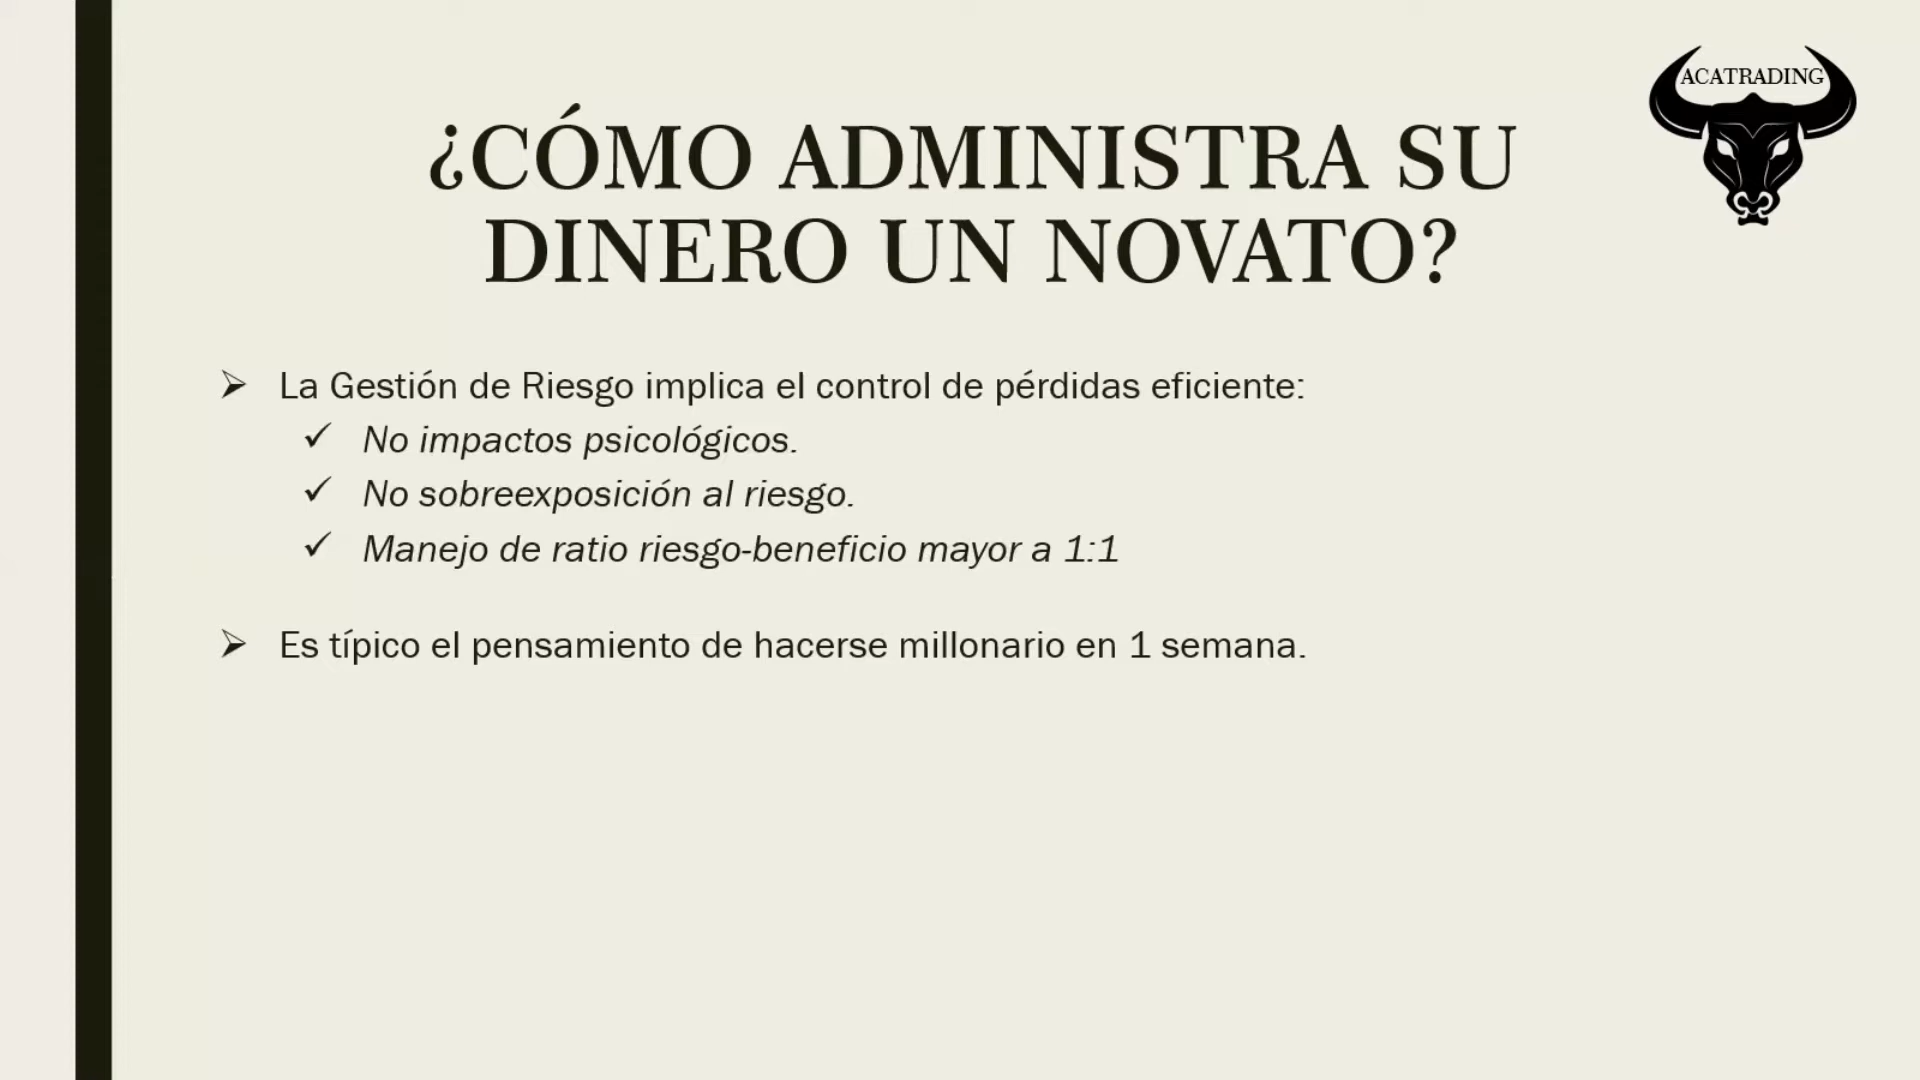 ACATRADING
¿CÓMO ADMINISTRA SU
DINERO UN NOVATO?
La Gestión de Riesgo implica el control de pérdidas eficiente:
No impactos psicológicos.
No sobreexposición al riesgo.
Manejo de ratio riesgo-beneficio mayor a 1:1
Es típico el pensamiento de hacerse millonario en 1 semana.